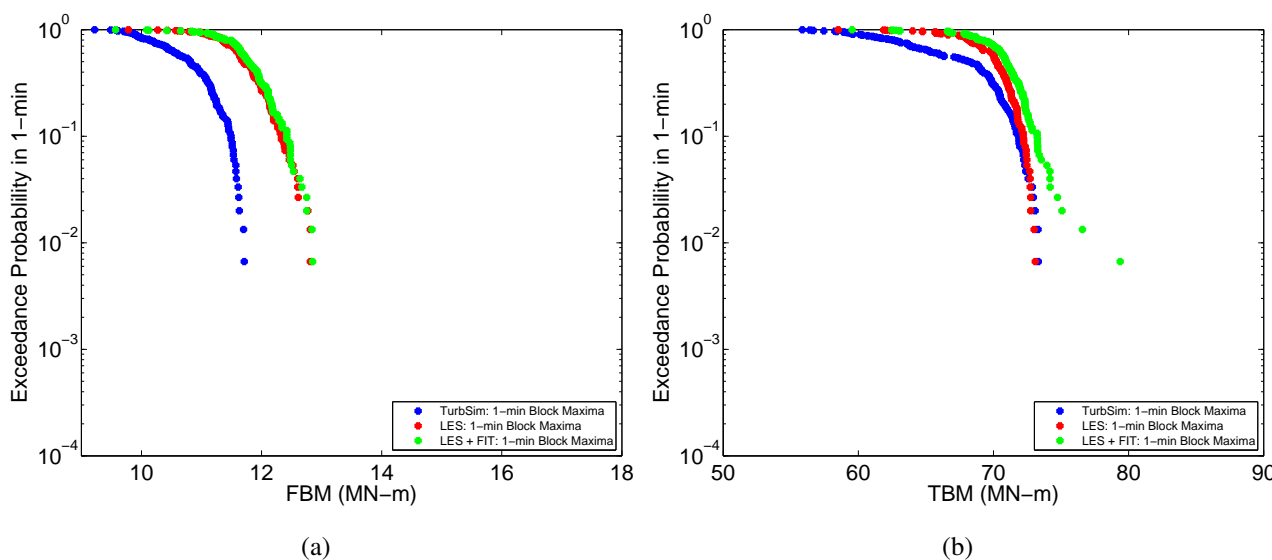 10^0
10^-1
10^-2
10^-3
10^-4
Exceedance Probablility in 1−min
10 12 14 16 18
FBM (MN−m)
TurbSim: 1−min Block Maxima
LES: 1−min Block Maxima
LES + FIT: 1−min Block Maxima
(a)
10^0
10^-1
10^-2
10^-3
10^-4
Exceedance Probablility in 1−min
50 60 70 80 90
TBM (MN−m)
TurbSim: 1−min Block Maxima
LES: 1−min Block Maxima
LES + FIT: 1−min Block Maxima
(b)